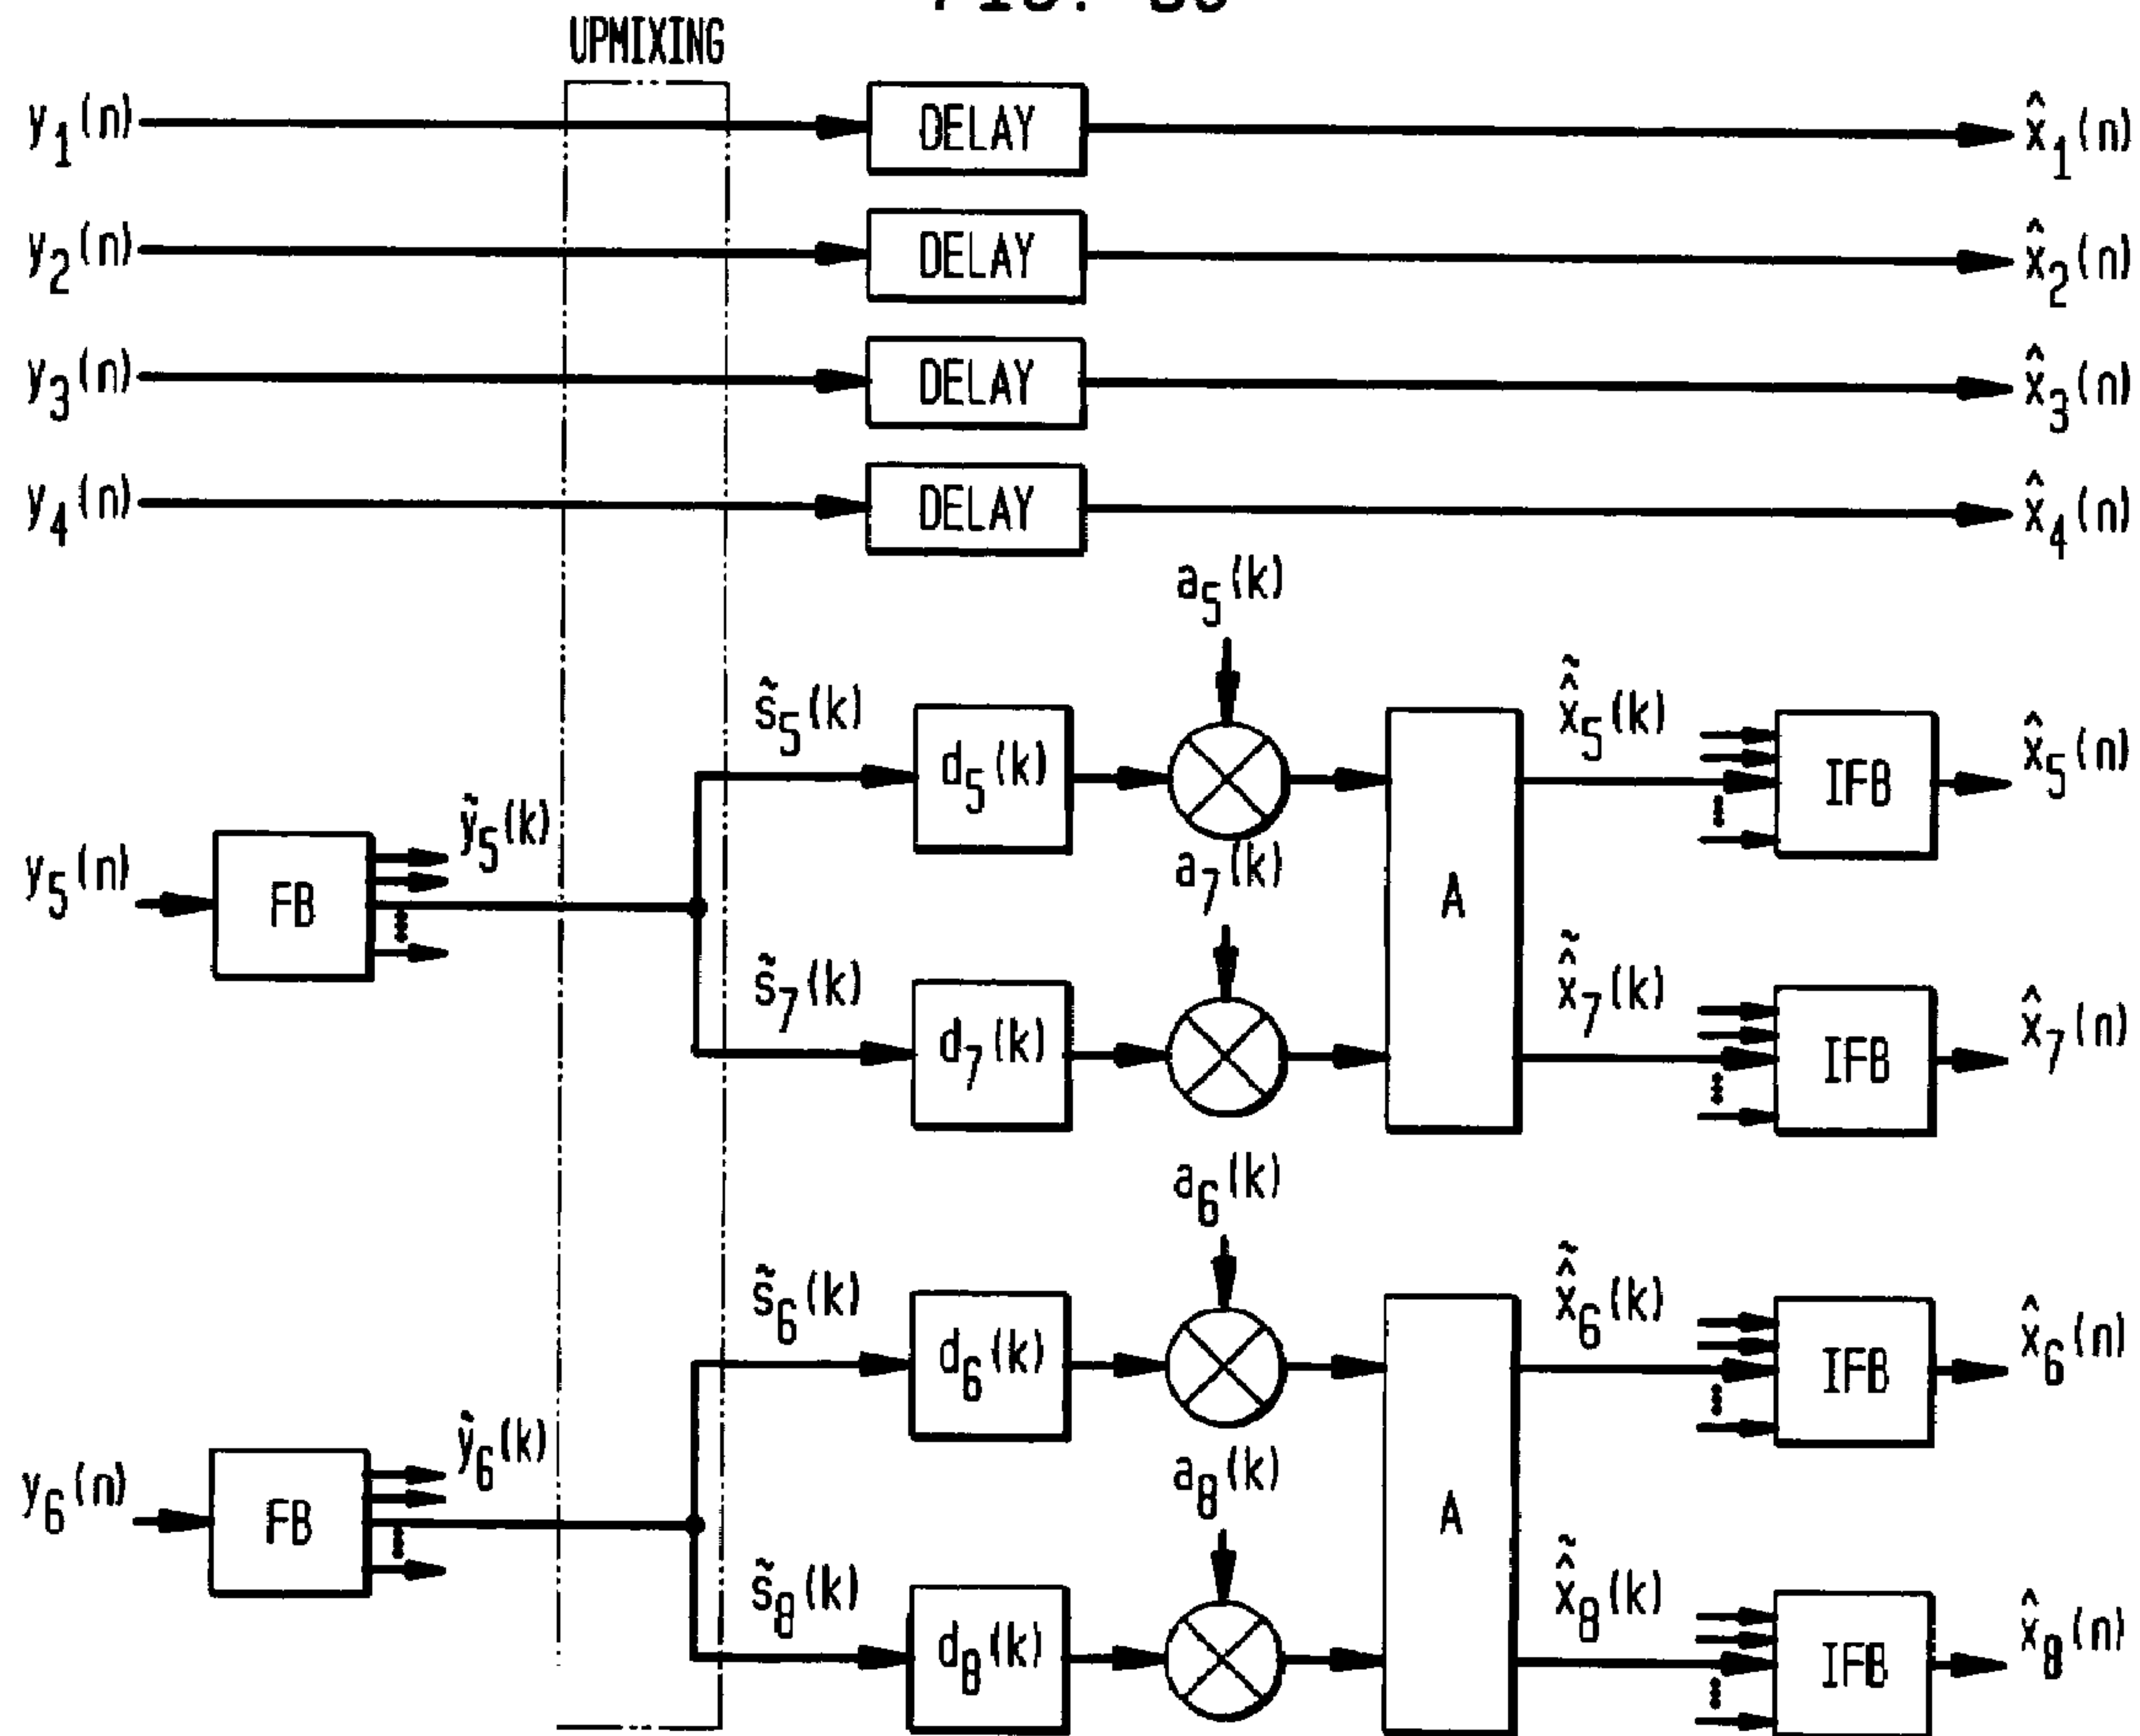 UPMIXING
y₁(n) DELAY x̂₁(n)
y₂(n) DELAY x̂₂(n)
y₃(n) DELAY x̂₃(n)
y₄(n) DELAY x̂₄(n)
a₅(k)
s̃₅(k) d₅(k) x̃̂₅(k) IFB x̂₅(n)
y₅(n) FB ỹ₅(k) a₇(k) A
s̃₇(k) d₇(k) x̃̂₇(k) IFB x̂₇(n)
a₆(k)
s̃₆(k) d₆(k) x̃̂₆(k) IFB x̂₆(n)
y₆(n) FB ỹ₆(k) a₈(k) A
s̃₈(k) d₈(k) x̃̂₈(k) IFB x̂₈(n)